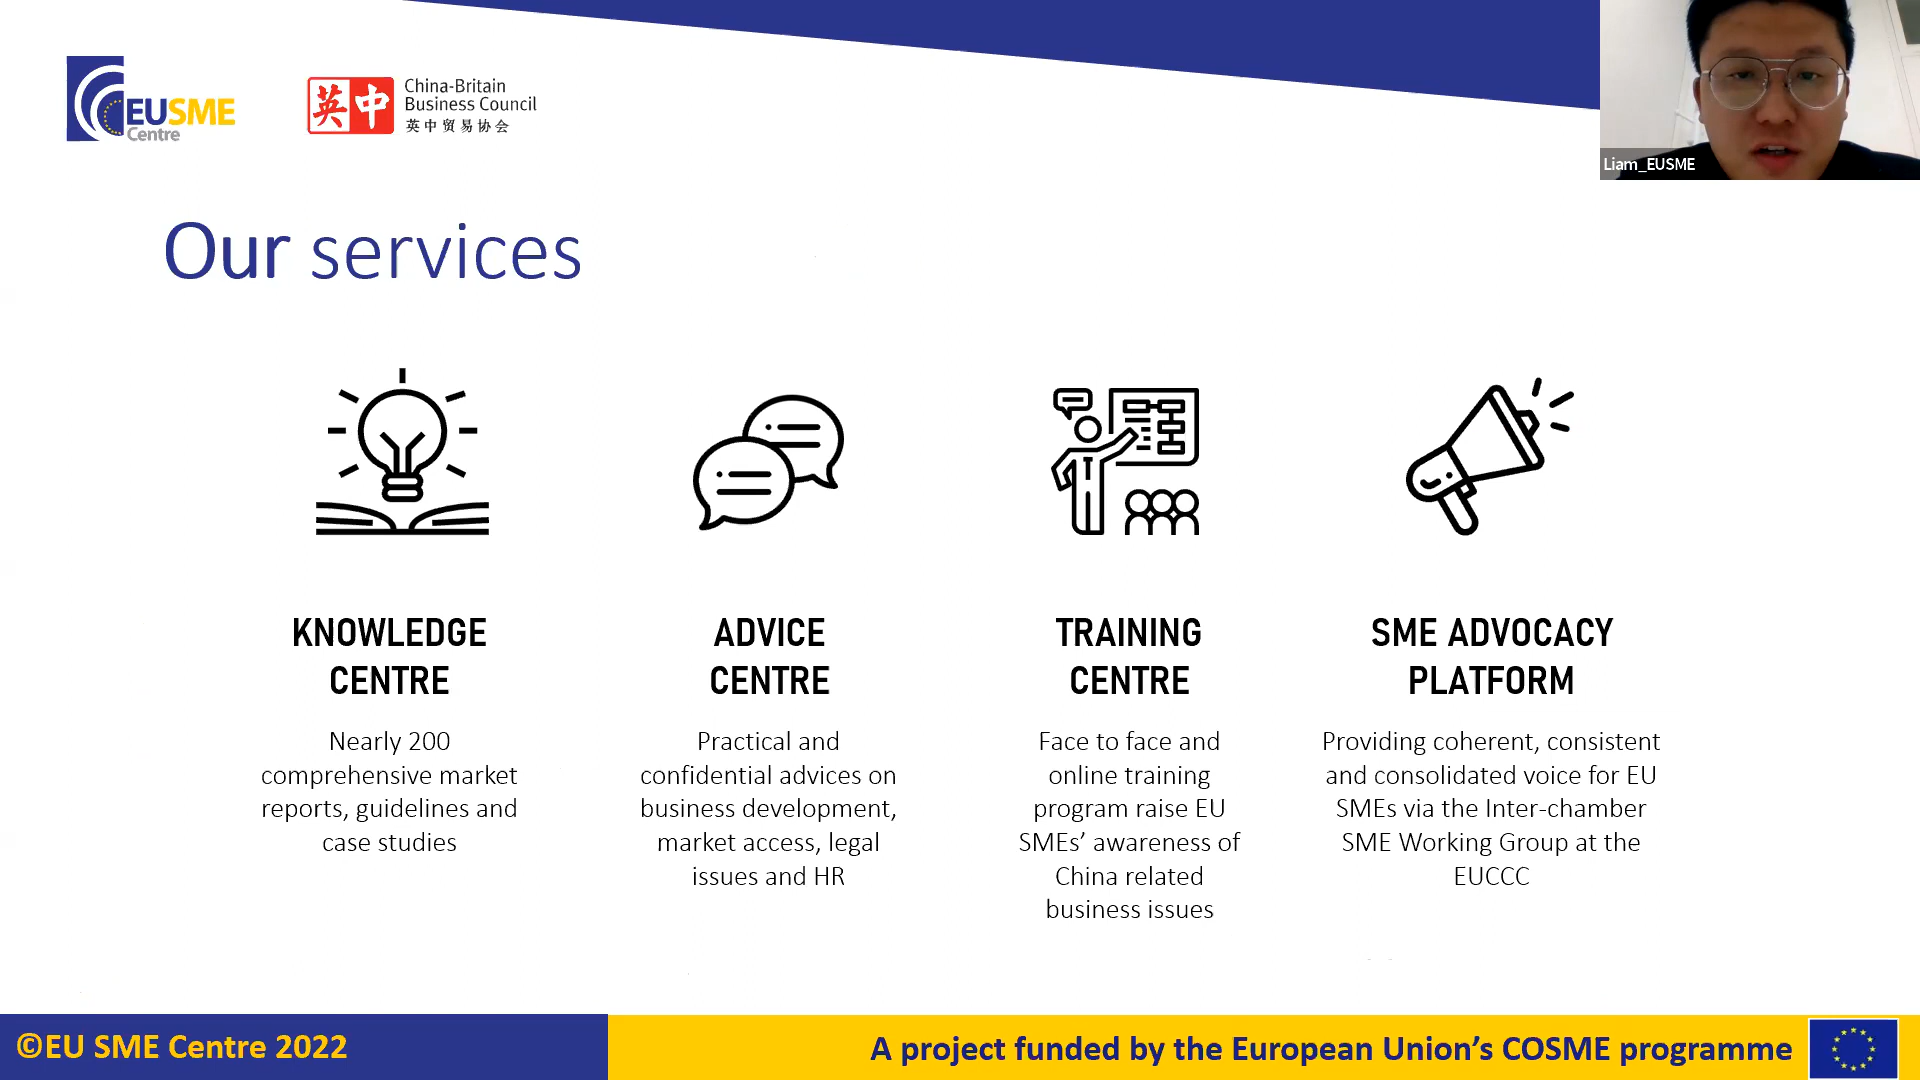 EUSME
Centre
英中
China-Britain
Business Council
英中贸易协会
Liam_EUSME
Our services
KNOWLEDGE
CENTRE
Nearly 200
comprehensive market
reports, guidelines and
case studies
ADVICE
CENTRE
Practical and
confidential advices on
business development,
market access, legal
issues and HR
TRAINING
CENTRE
Face to face and
online training
program raise EU
SMEs’ awareness of
China related
business issues
SME ADVOCACY
PLATFORM
Providing coherent, consistent
and consolidated voice for EU
SMEs via the Inter-chamber
SME Working Group at the
EUCCC
©EU SME Centre 2022
A project funded by the European Union’s COSME programme